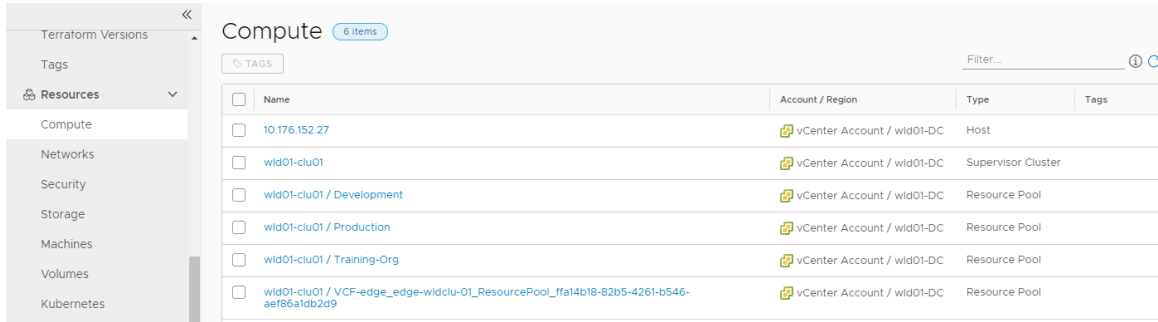 Terraform Versions
Tags
Resources
Compute
Networks
Security
Storage
Machines
Volumes
Kubernetes
Compute 6 items
TAGS
Filter...
Name Account / Region Type Tags
10.176.152.27 vCenter Account / wld01-DC Host
wld01-clu01 vCenter Account / wld01-DC Supervisor Cluster
wld01-clu01 / Development vCenter Account / wld01-DC Resource Pool
wld01-clu01 / Production vCenter Account / wld01-DC Resource Pool
wld01-clu01 / Training-Org vCenter Account / wld01-DC Resource Pool
wld01-clu01 / VCF-edge_edge-wldclu-01_ResourcePool_ffa14b18-82b5-4261-b546- vCenter Account / wld01-DC Resource Pool
aef86a1db2d9